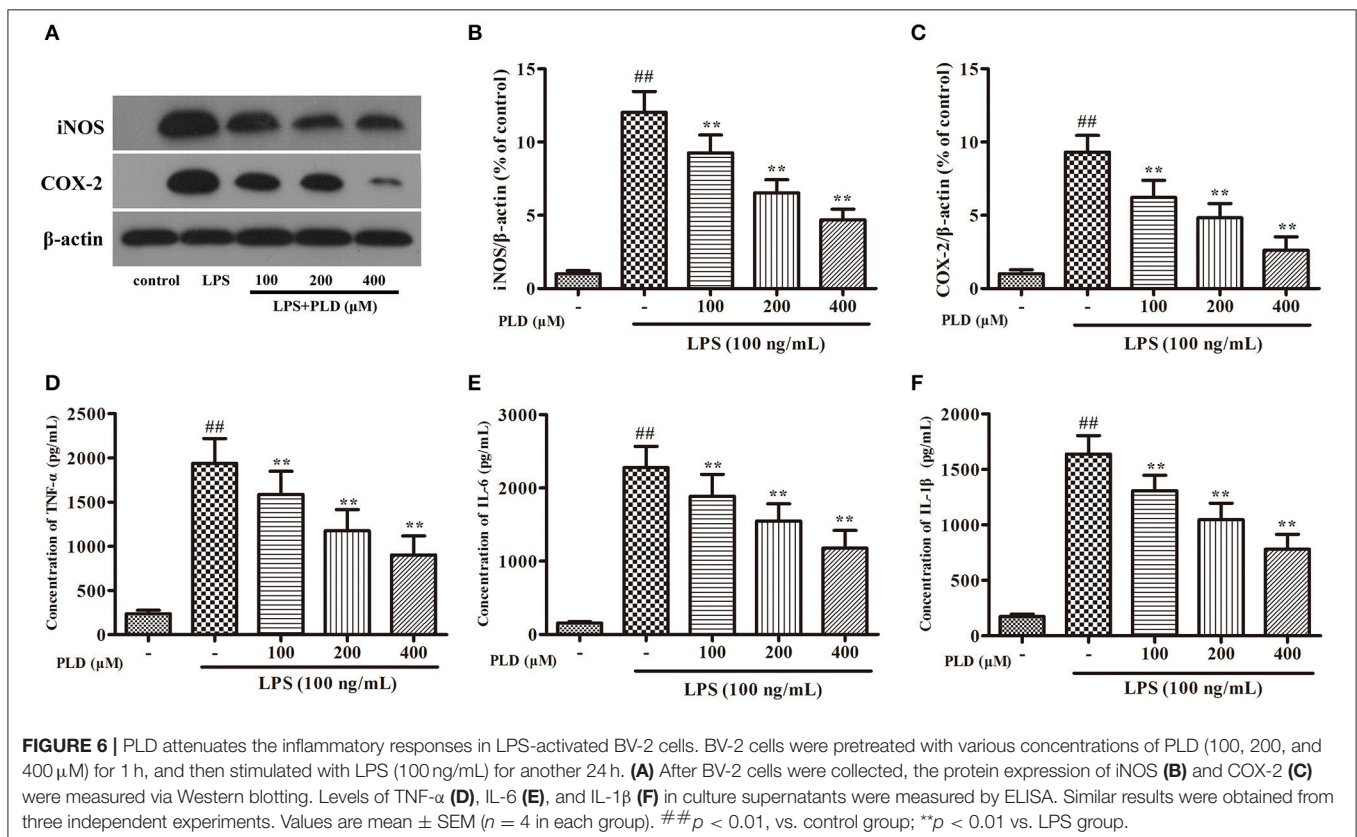 A
iNOS
COX-2
β-actin
control LPS 100 200 400
LPS+PLD (µM)
B
iNOS/β-actin (% of control)
15
10
5
0
##
**
**
**
PLD (µM) - - 100 200 400
LPS (100 ng/mL)
C
COX-2/β-actin (% of control)
15
10
5
0
##
**
**
**
PLD (µM) - - 100 200 400
LPS (100 ng/mL)
D
Concentration of TNF-α (pg/mL)
2500
2000
1500
1000
500
0
##
**
**
**
PLD (µM) - - 100 200 400
LPS (100 ng/mL)
E
Concentration of IL-6 (pg/mL)
3000
2000
1000
0
##
**
**
**
PLD (µM) - - 100 200 400
LPS (100 ng/mL)
F
Concentration of IL-1β (pg/mL)
2000
1500
1000
500
0
##
**
**
**
PLD (µM) - - 100 200 400
LPS (100 ng/mL)
FIGURE 6 | PLD attenuates the inflammatory responses in LPS-activated BV-2 cells. BV-2 cells were pretreated with various concentrations of PLD (100, 200, and
400 µM) for 1 h, and then stimulated with LPS (100 ng/mL) for another 24 h. (A) After BV-2 cells were collected, the protein expression of iNOS (B) and COX-2 (C)
were measured via Western blotting. Levels of TNF-α (D), IL-6 (E), and IL-1β (F) in culture supernatants were measured by ELISA. Similar results were obtained from
three independent experiments. Values are mean ± SEM (n = 4 in each group). ##p < 0.01, vs. control group; **p < 0.01 vs. LPS group.